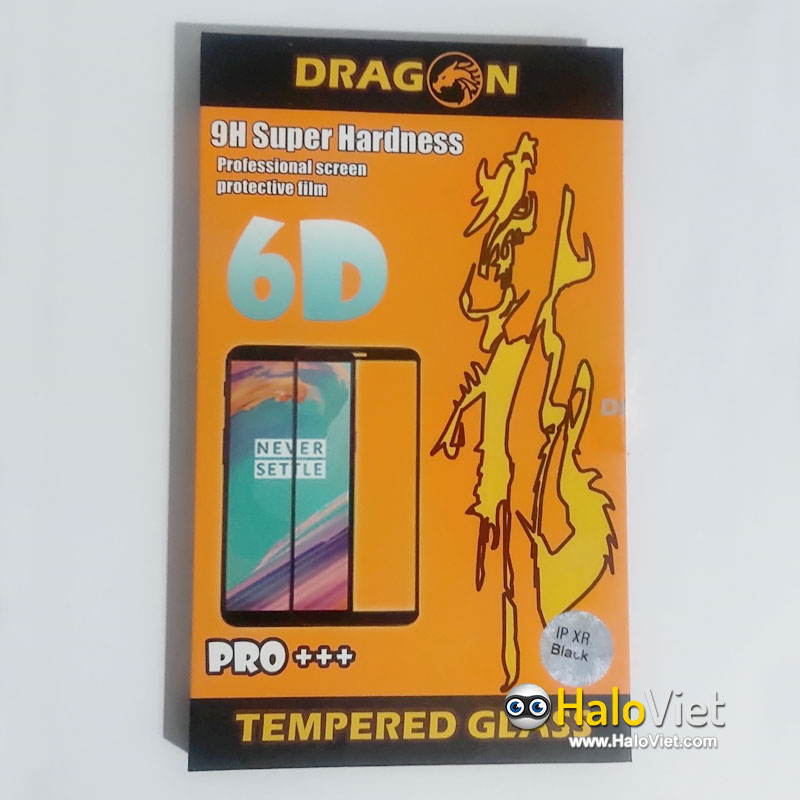 DRAGON
9H Super Hardness
Professional screen
protective film
6D
NEVER
SETTLE
PRO +++
IP XR
Black
TEMPERED GLASS
HaloViet
www.HaloViet.com